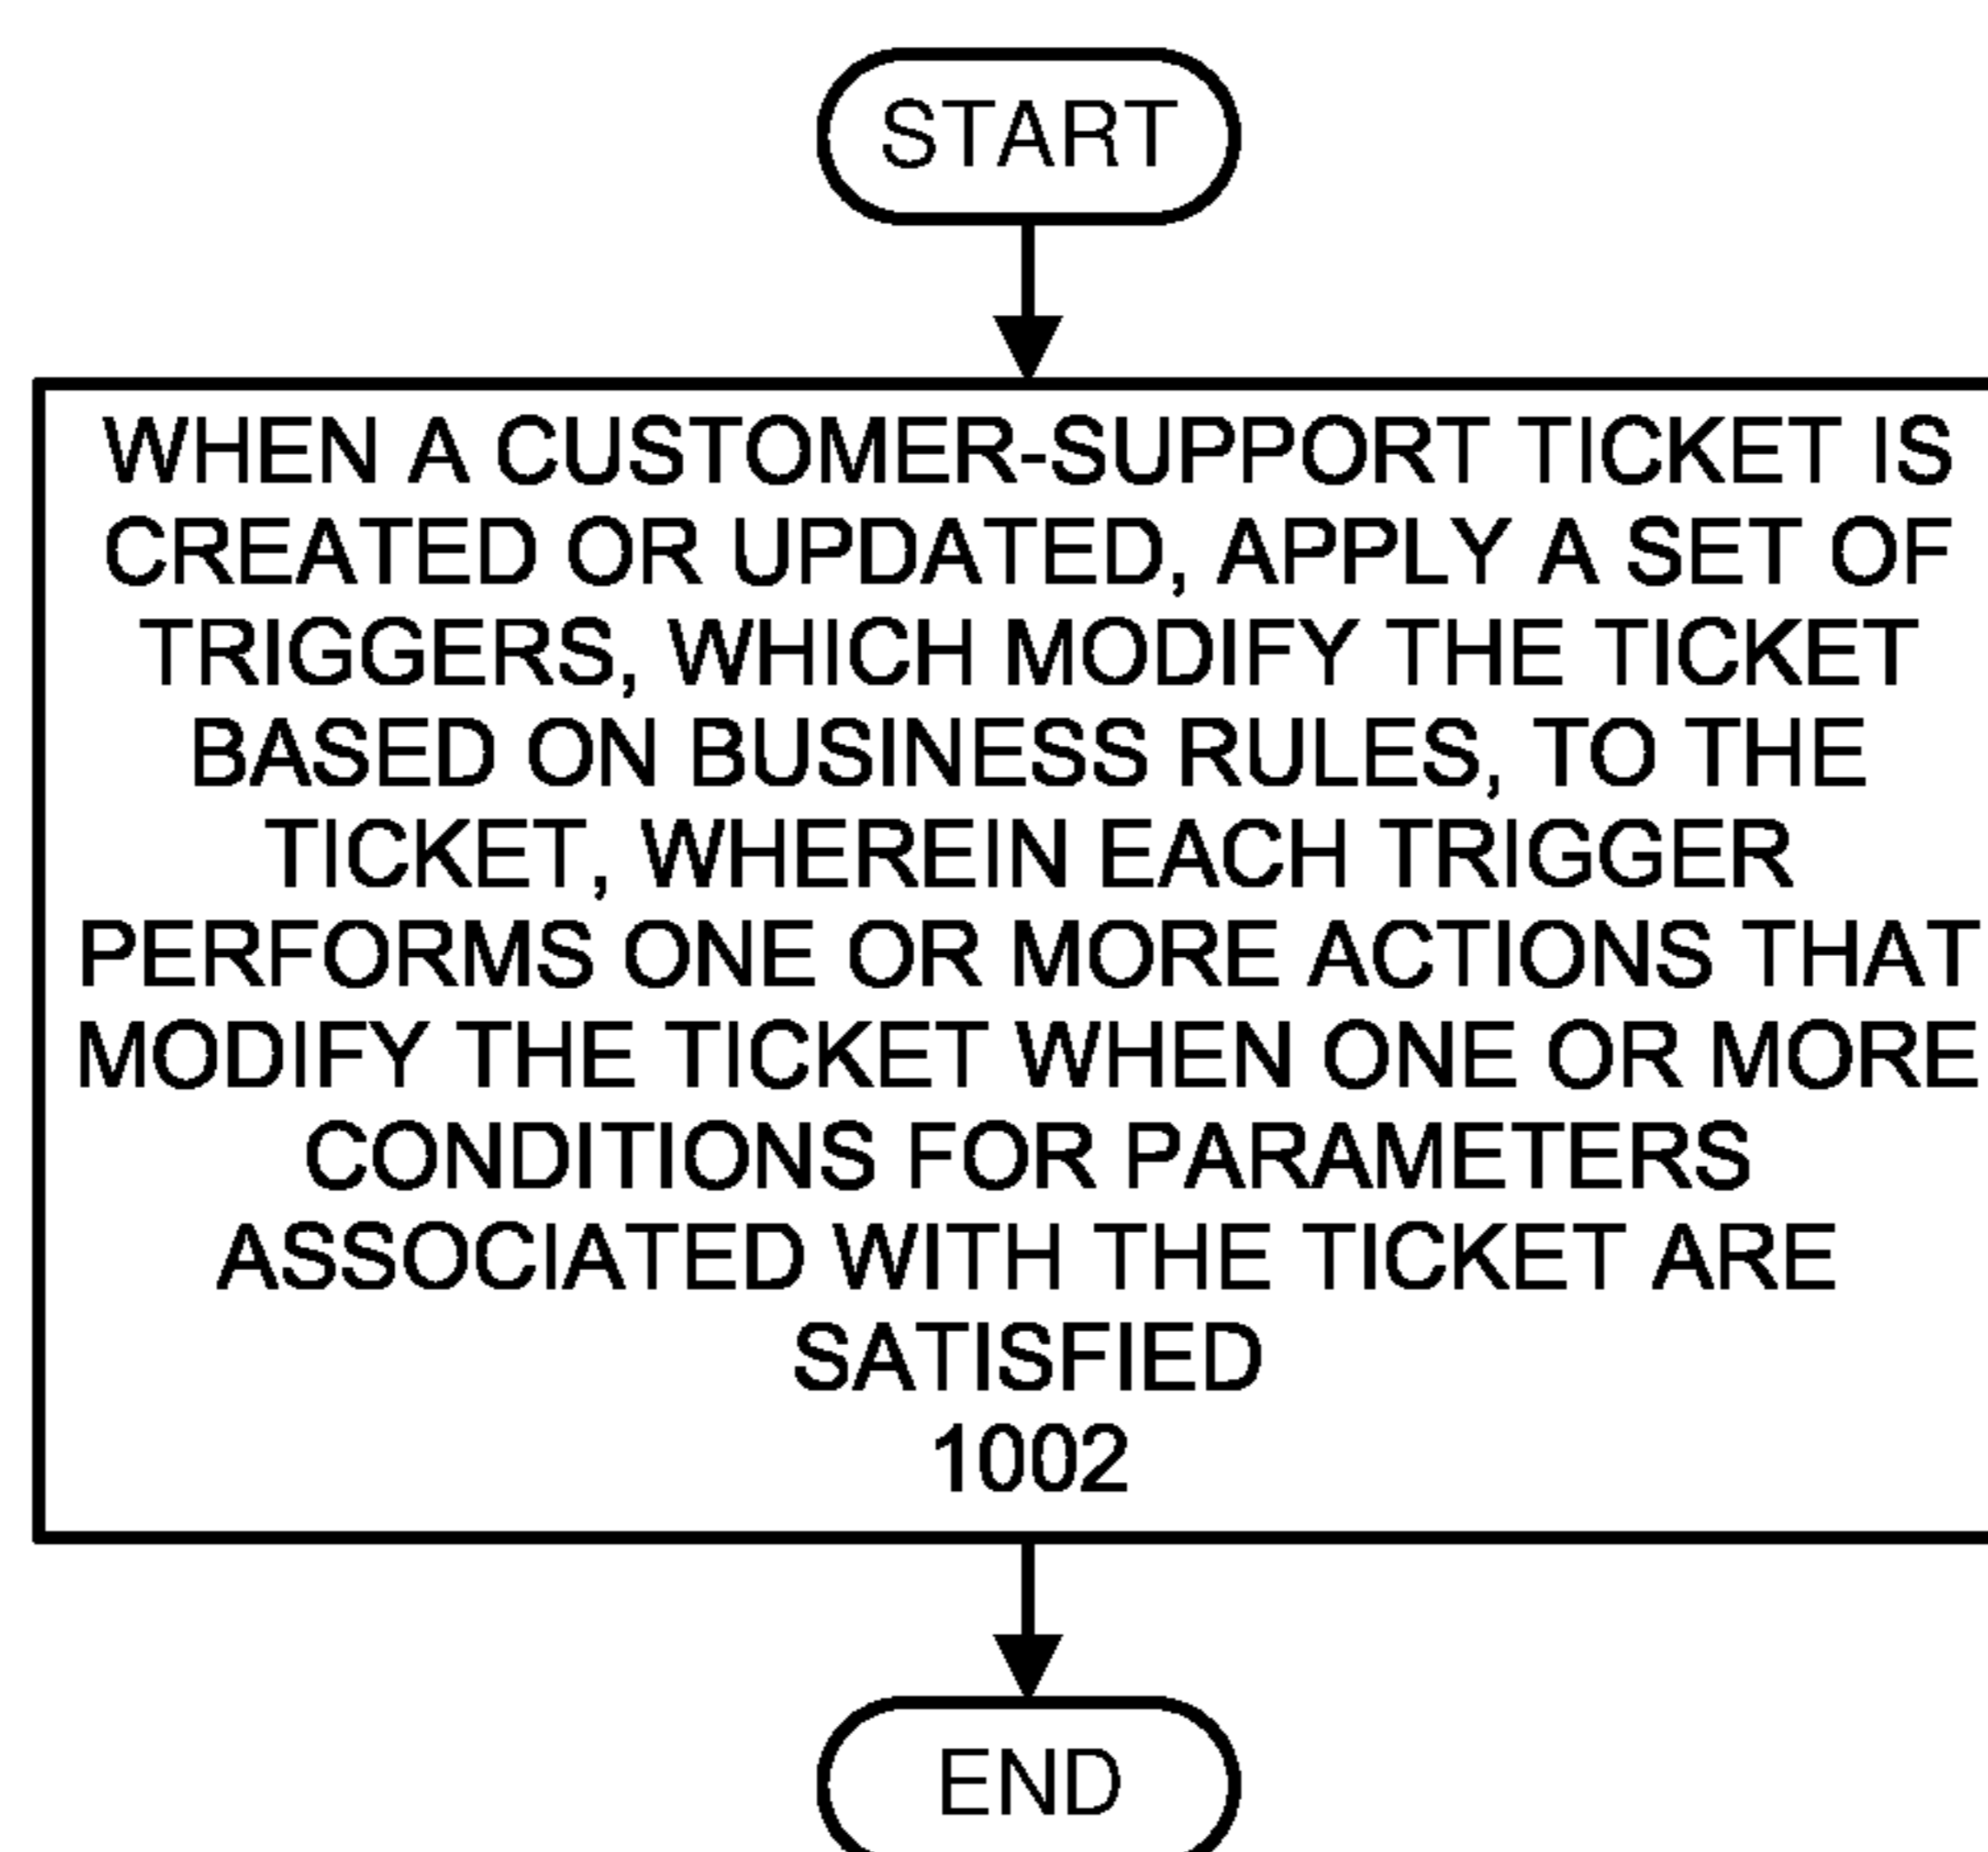 START
WHEN A CUSTOMER-SUPPORT TICKET IS
CREATED OR UPDATED, APPLY A SET OF
TRIGGERS, WHICH MODIFY THE TICKET
BASED ON BUSINESS RULES, TO THE
TICKET, WHEREIN EACH TRIGGER
PERFORMS ONE OR MORE ACTIONS THAT
MODIFY THE TICKET WHEN ONE OR MORE
CONDITIONS FOR PARAMETERS
ASSOCIATED WITH THE TICKET ARE
SATISFIED
1002
END